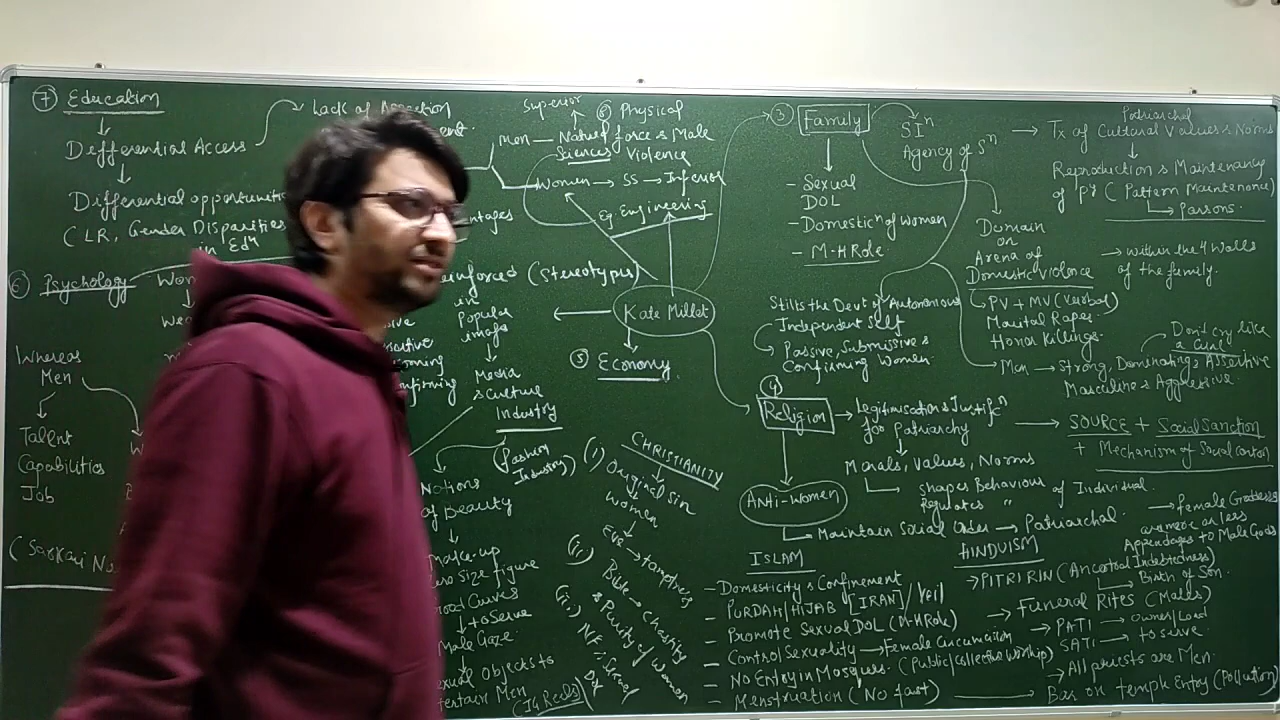 ⑦ Education
Differential Access
Lack of
Differential opportunities
(LR, Gender Disparities
in Edn
⑥ Psychology
Whereas
Men
Talent
Capabilities
Job
(Sarkari
Superior
Men — Natural
Sciences
Women → SS → Inferior
Eg. Engineering
⑧ Physical
force & Male
Violence
(Stereotypes)
in
Popular
image
Media
& Culture
Industry
(Fashion
Industry)
Notions
of beauty
Make-up
Size figure
Curves
to Serve
Male Gaze
Objects to
Men
(IG Reels)
Kate Millet
⑤ Economy
③ Family
SIn
Agency of Sn
→ Tx of Cultural Values & Norms
Patriarchal
Reproduction & Maintenance
of Py (Pattern Maintenance)
Parsons
- Sexual
DOL
- Domesticn of Women
- M-H Role
Domain
or
Arena of
Domestic Violence
→ within the 4 walls
of the family.
PV + MV (Verbal)
Marital Rapes
Honor Killings
Stilts the Devt of Autonomous
Independent Self
Passive, Submissive &
Confirming Women.
Men → Strong, Dominating & Assertive
Masculine & Aggressive
Don't cry like
a Girl
④
Religion
→ Legitimisation & Justificn
for Patriarchy
→ SOURCE + Social Sanction
+ Mechanism of Social Control
Morals, Values, Norms
shapes Behaviour of Individual.
Regulates "
Anti-Women
Maintain Social Order → Patriarchal.
→ Female Goddess
are more or less
Appendages to Male Gods
CHRISTIANITY
(i) Original Sin
Women
Eve → temptress
(ii) Bible → Chastity
& Purity of Women
(iii)
ISLAM
- Domesticity & Confinement
- PURDAH/HIJAB [IRAN] / Veil
- Promote Sexual DOL (M-H Role)
- Control Sexuality → Female Circumcision
- No Entry in Mosques. (Public/collective worship)
- Menstruation (No fast)
HINDUISM
→ PITRI RIN (Ancestral Indebtedness)
Birth of Son.
→ Funeral Rites (Males)
→ PATI → owner/Lord
SATI → to serve.
→ All priests are Men.
Bar on temple Entry (Pollution)